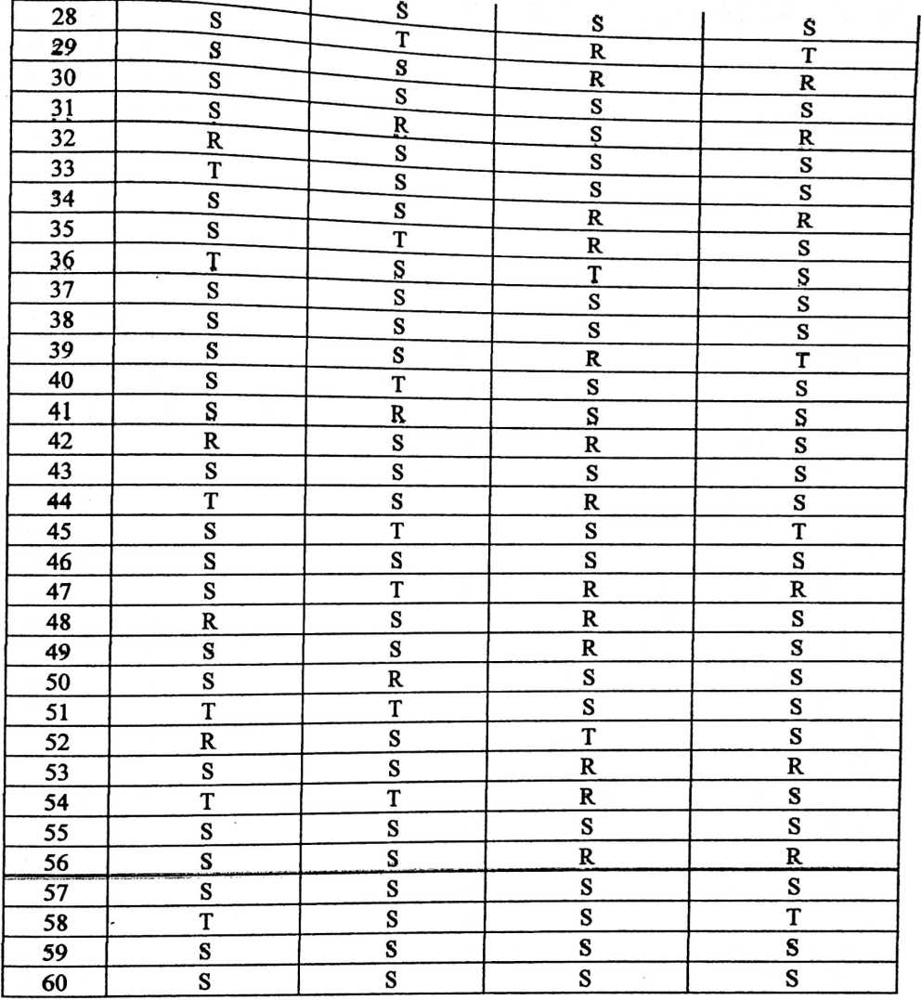 S S S
28 S T R T
29 S S R R
30 S S S S
31 S R S R
32 R S S S
33 T S S S
34 S S R R
35 S T R S
36 T S T S
37 S S S S
38 S S S S
39 S S R T
40 S T S S
41 S R S S
42 R S R S
43 S S S S
44 T S R S
45 S T S T
46 S S S S
47 S T R R
48 R S R S
49 S S R S
50 S R S S
51 T T S S
52 R S T S
53 S S R R
54 T T R S
55 S S S S
56 S S R R
57 S S S S
58 T S S T
59 S S S S
60 S S S S